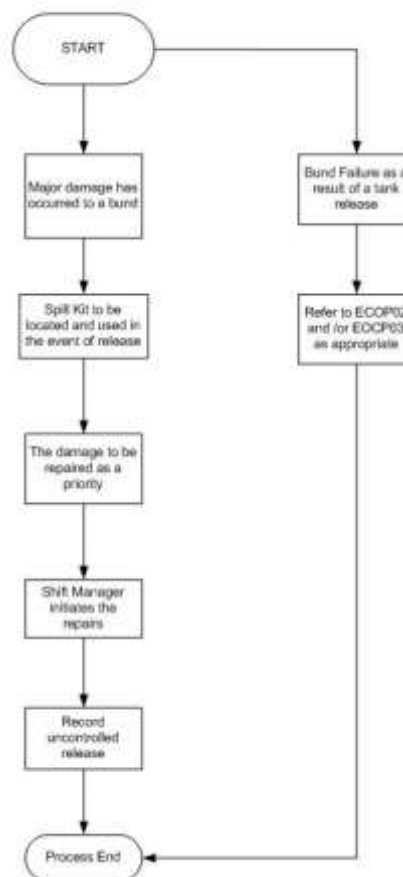 START
Major damage has
occurred to a bund
Spill Kit to be
located and used in
the event of release
The damage to be
repaired as a
priority
Shift Manager
initiates the
repairs
Record
uncontrolled
release
Process End
Bund Failure as a
result of a tank
release
Refer to ECOP02
and /or EOCP03
as appropriate